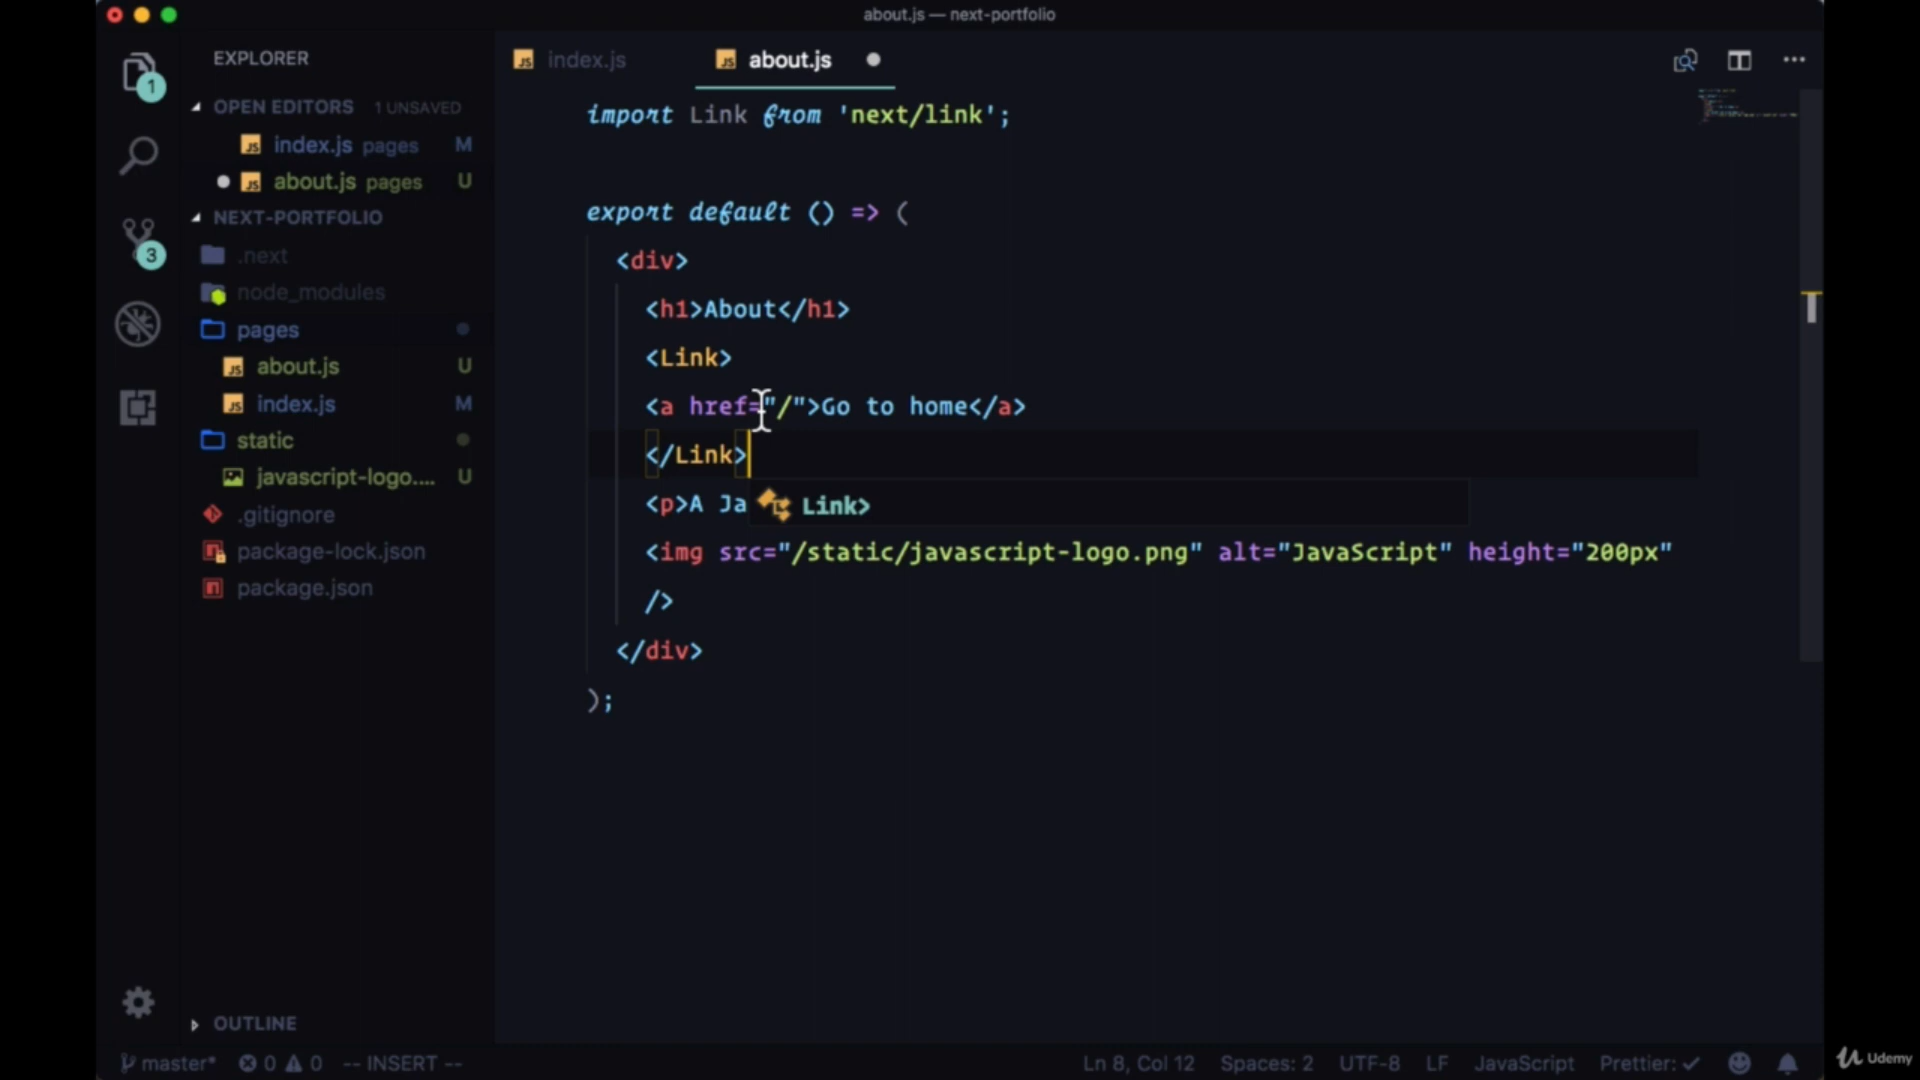 about.js — next-portfolio
EXPLORER
OPEN EDITORS 1 UNSAVED
index.js pages M
about.js pages U
NEXT-PORTFOLIO
.next
node_modules
pages
about.js U
index.js M
static
javascript-logo.... U
.gitignore
package-lock.json
package.json
OUTLINE
1
3
index.js
about.js
import Link from 'next/link';
export default () => (
<div>
<h1>About</h1>
<Link>
<a href="/">Go to home</a>
</Link>
<p>A Ja
Link>
<img src="/static/javascript-logo.png" alt="JavaScript" height="200px"
/>
</div>
);
master* 0 0 -- INSERT -- Ln 8, Col 12 Spaces: 2 UTF-8 LF JavaScript Prettier: ✓
Udemy